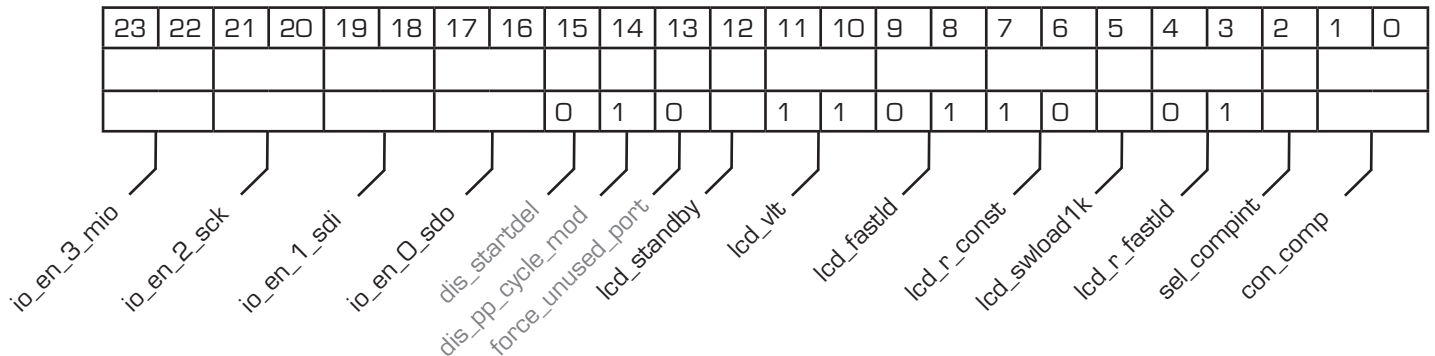 23 22 21 20 19 18 17 16 15 14 13 12 11 10 9 8 7 6 5 4 3 2 1 0
0 1 0 1 1 0 1 1 0 0 1
io_en_3_mio
io_en_2_sck
io_en_1_sdi
io_en_0_sdo
dis_startdel
dis_pp_cycle_mod
force_unused_port
lcd_standby
lcd_vlt
lcd_fastld
lcd_r_const
lcd_swload1k
lcd_r_fastld
sel_compint
con_comp